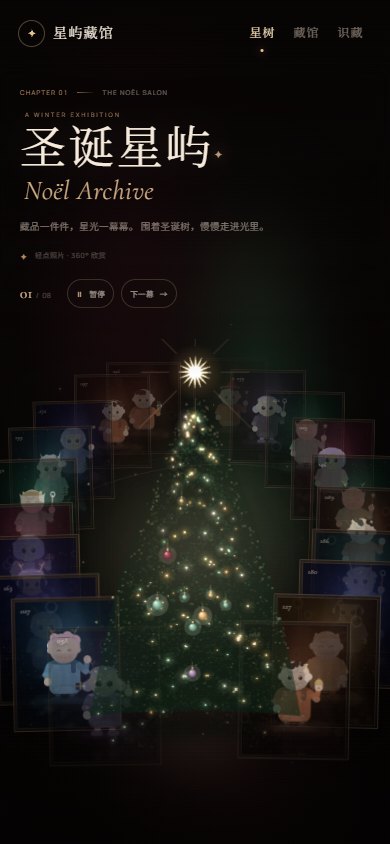 星屿藏馆
星树 藏馆 识藏
CHAPTER 01 — THE NOËL SALON
A WINTER EXHIBITION
圣诞星屿
Noël Archive
藏品一件件，星光一幕幕。围着圣诞树，慢慢走进光里。
轻点照片 · 360° 欣赏
01 / 08
暂停
下一幕 →